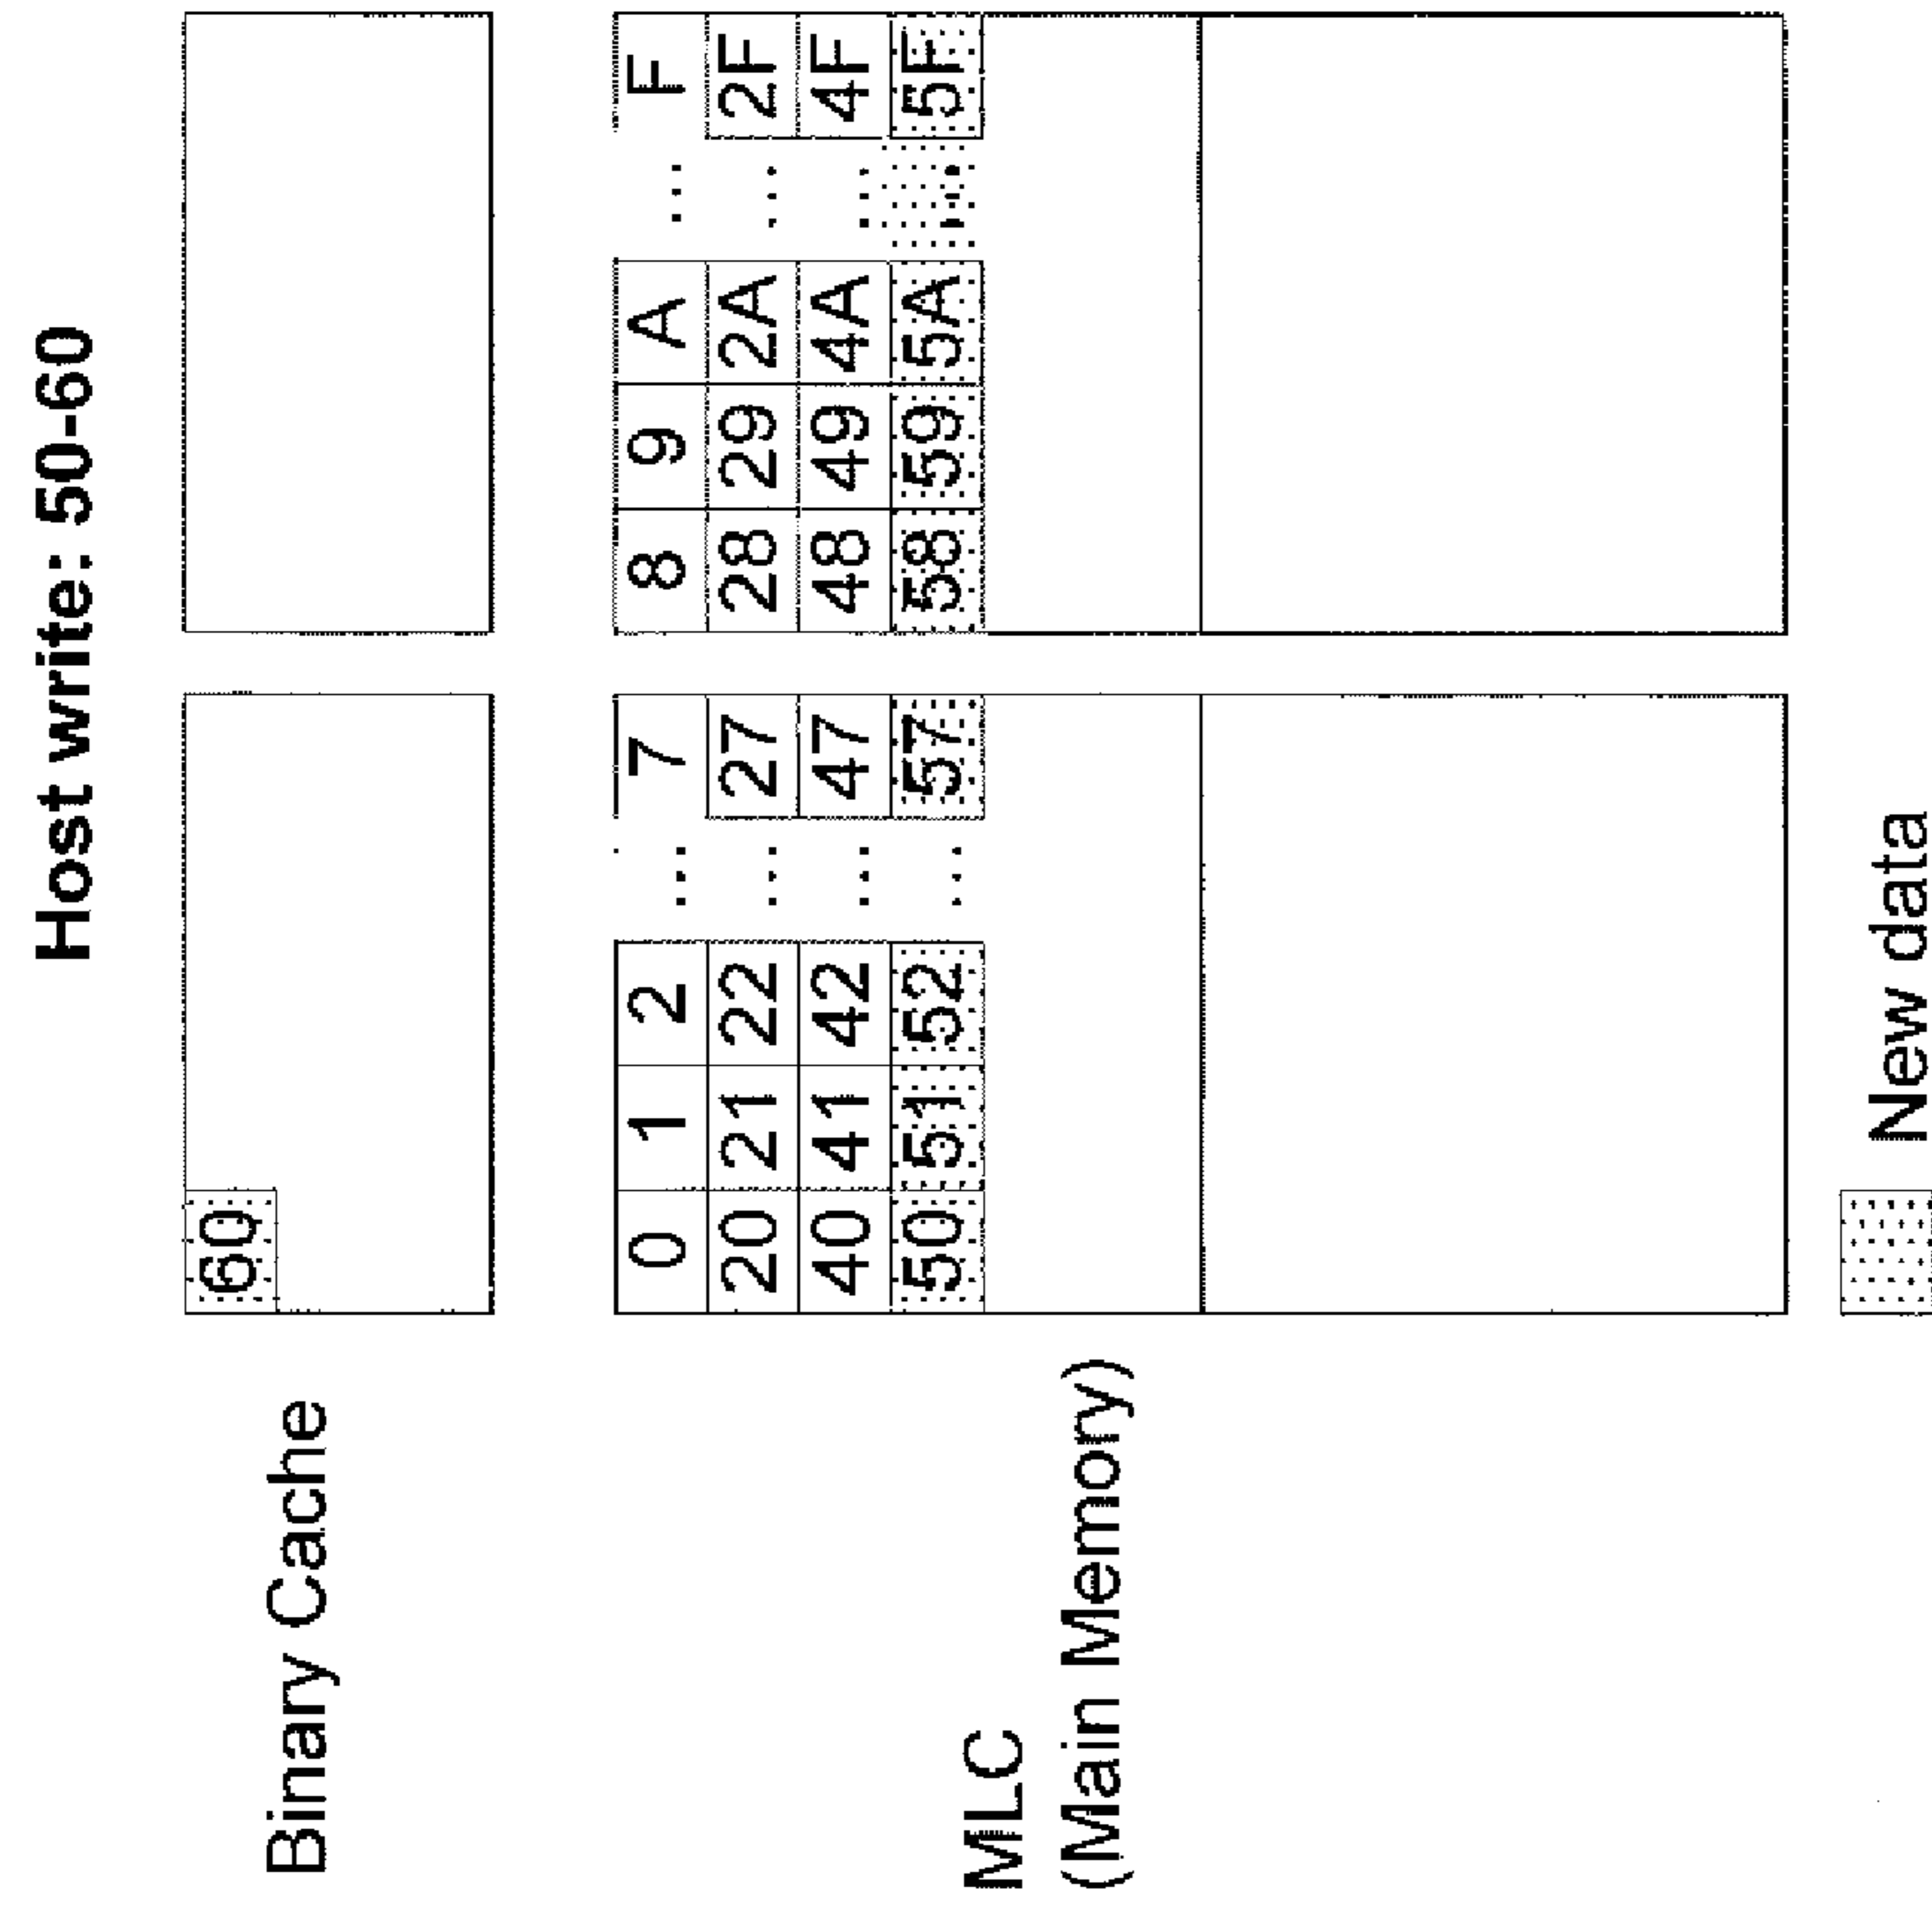 Host write: 50-60
Binary Cache
60
MLC
(Main Memory)
0 1 2 ... 7 8 9 A ... F
20 21 22 ... 27 28 29 2A ... 2F
40 41 42 ... 47 48 49 4A ... 4F
50 51 52 ... 57 58 59 5A ... 5F
New data